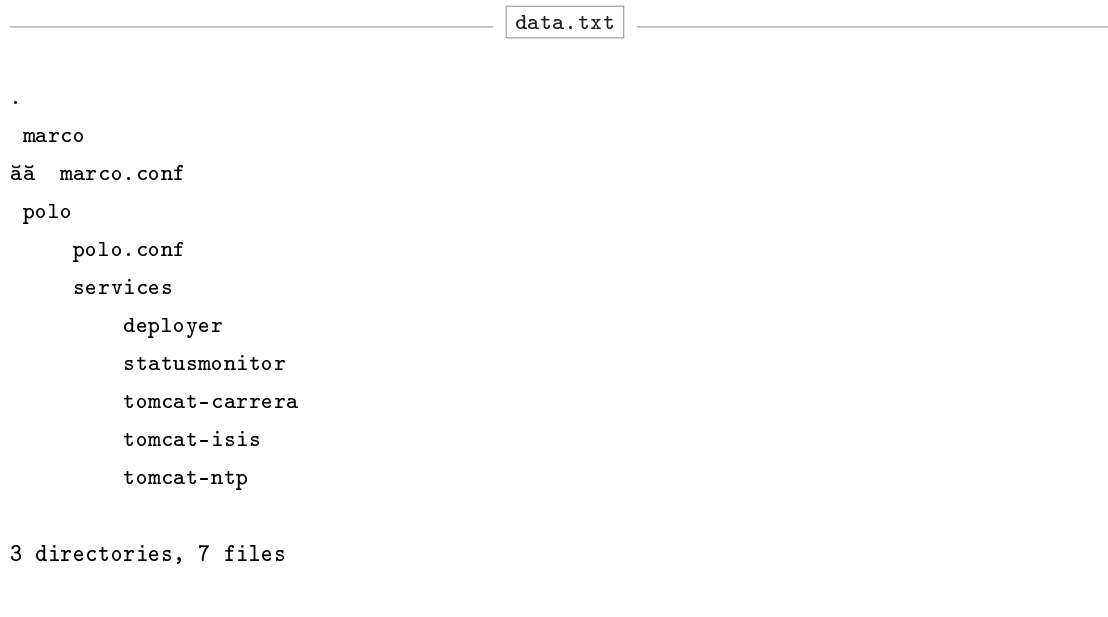 data.txt
.
marco
ăă marco.conf
polo
polo.conf
services
deployer
statusmonitor
tomcat-carrera
tomcat-isis
tomcat-ntp
3 directories, 7 files